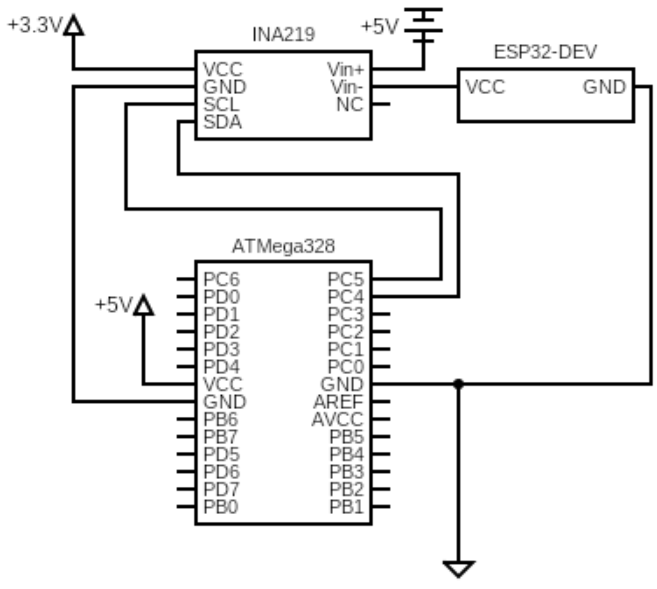 +3.3V
INA219
+5V
ESP32-DEV
VCC
GND
SCL
SDA
Vin+
Vin-
NC
VCC
GND
ATMega328
+5V
PC6
PD0
PD1
PD2
PD3
PD4
VCC
GND
PB6
PB7
PD5
PD6
PD7
PB0
PC5
PC4
PC3
PC2
PC1
PC0
GND
AREF
AVCC
PB5
PB4
PB3
PB2
PB1